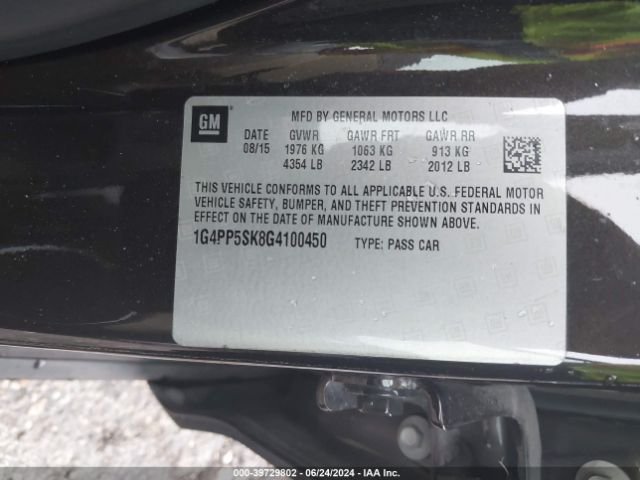 GM
MFD BY GENERAL MOTORS LLC
DATE GVWR GAWR FRT GAWR RR
08/15 1976 KG 1063 KG 913 KG
4354 LB 2342 LB 2012 LB
THIS VEHICLE CONFORMS TO ALL APPLICABLE U.S. FEDERAL MOTOR
VEHICLE SAFETY, BUMPER, AND THEFT PREVENTION STANDARDS IN
EFFECT ON THE DATE OF MANUFACTURE SHOWN ABOVE.
1G4PP5SK8G4100450 TYPE: PASS CAR
000-39729802 / 06/24/2024 / IAA Inc.